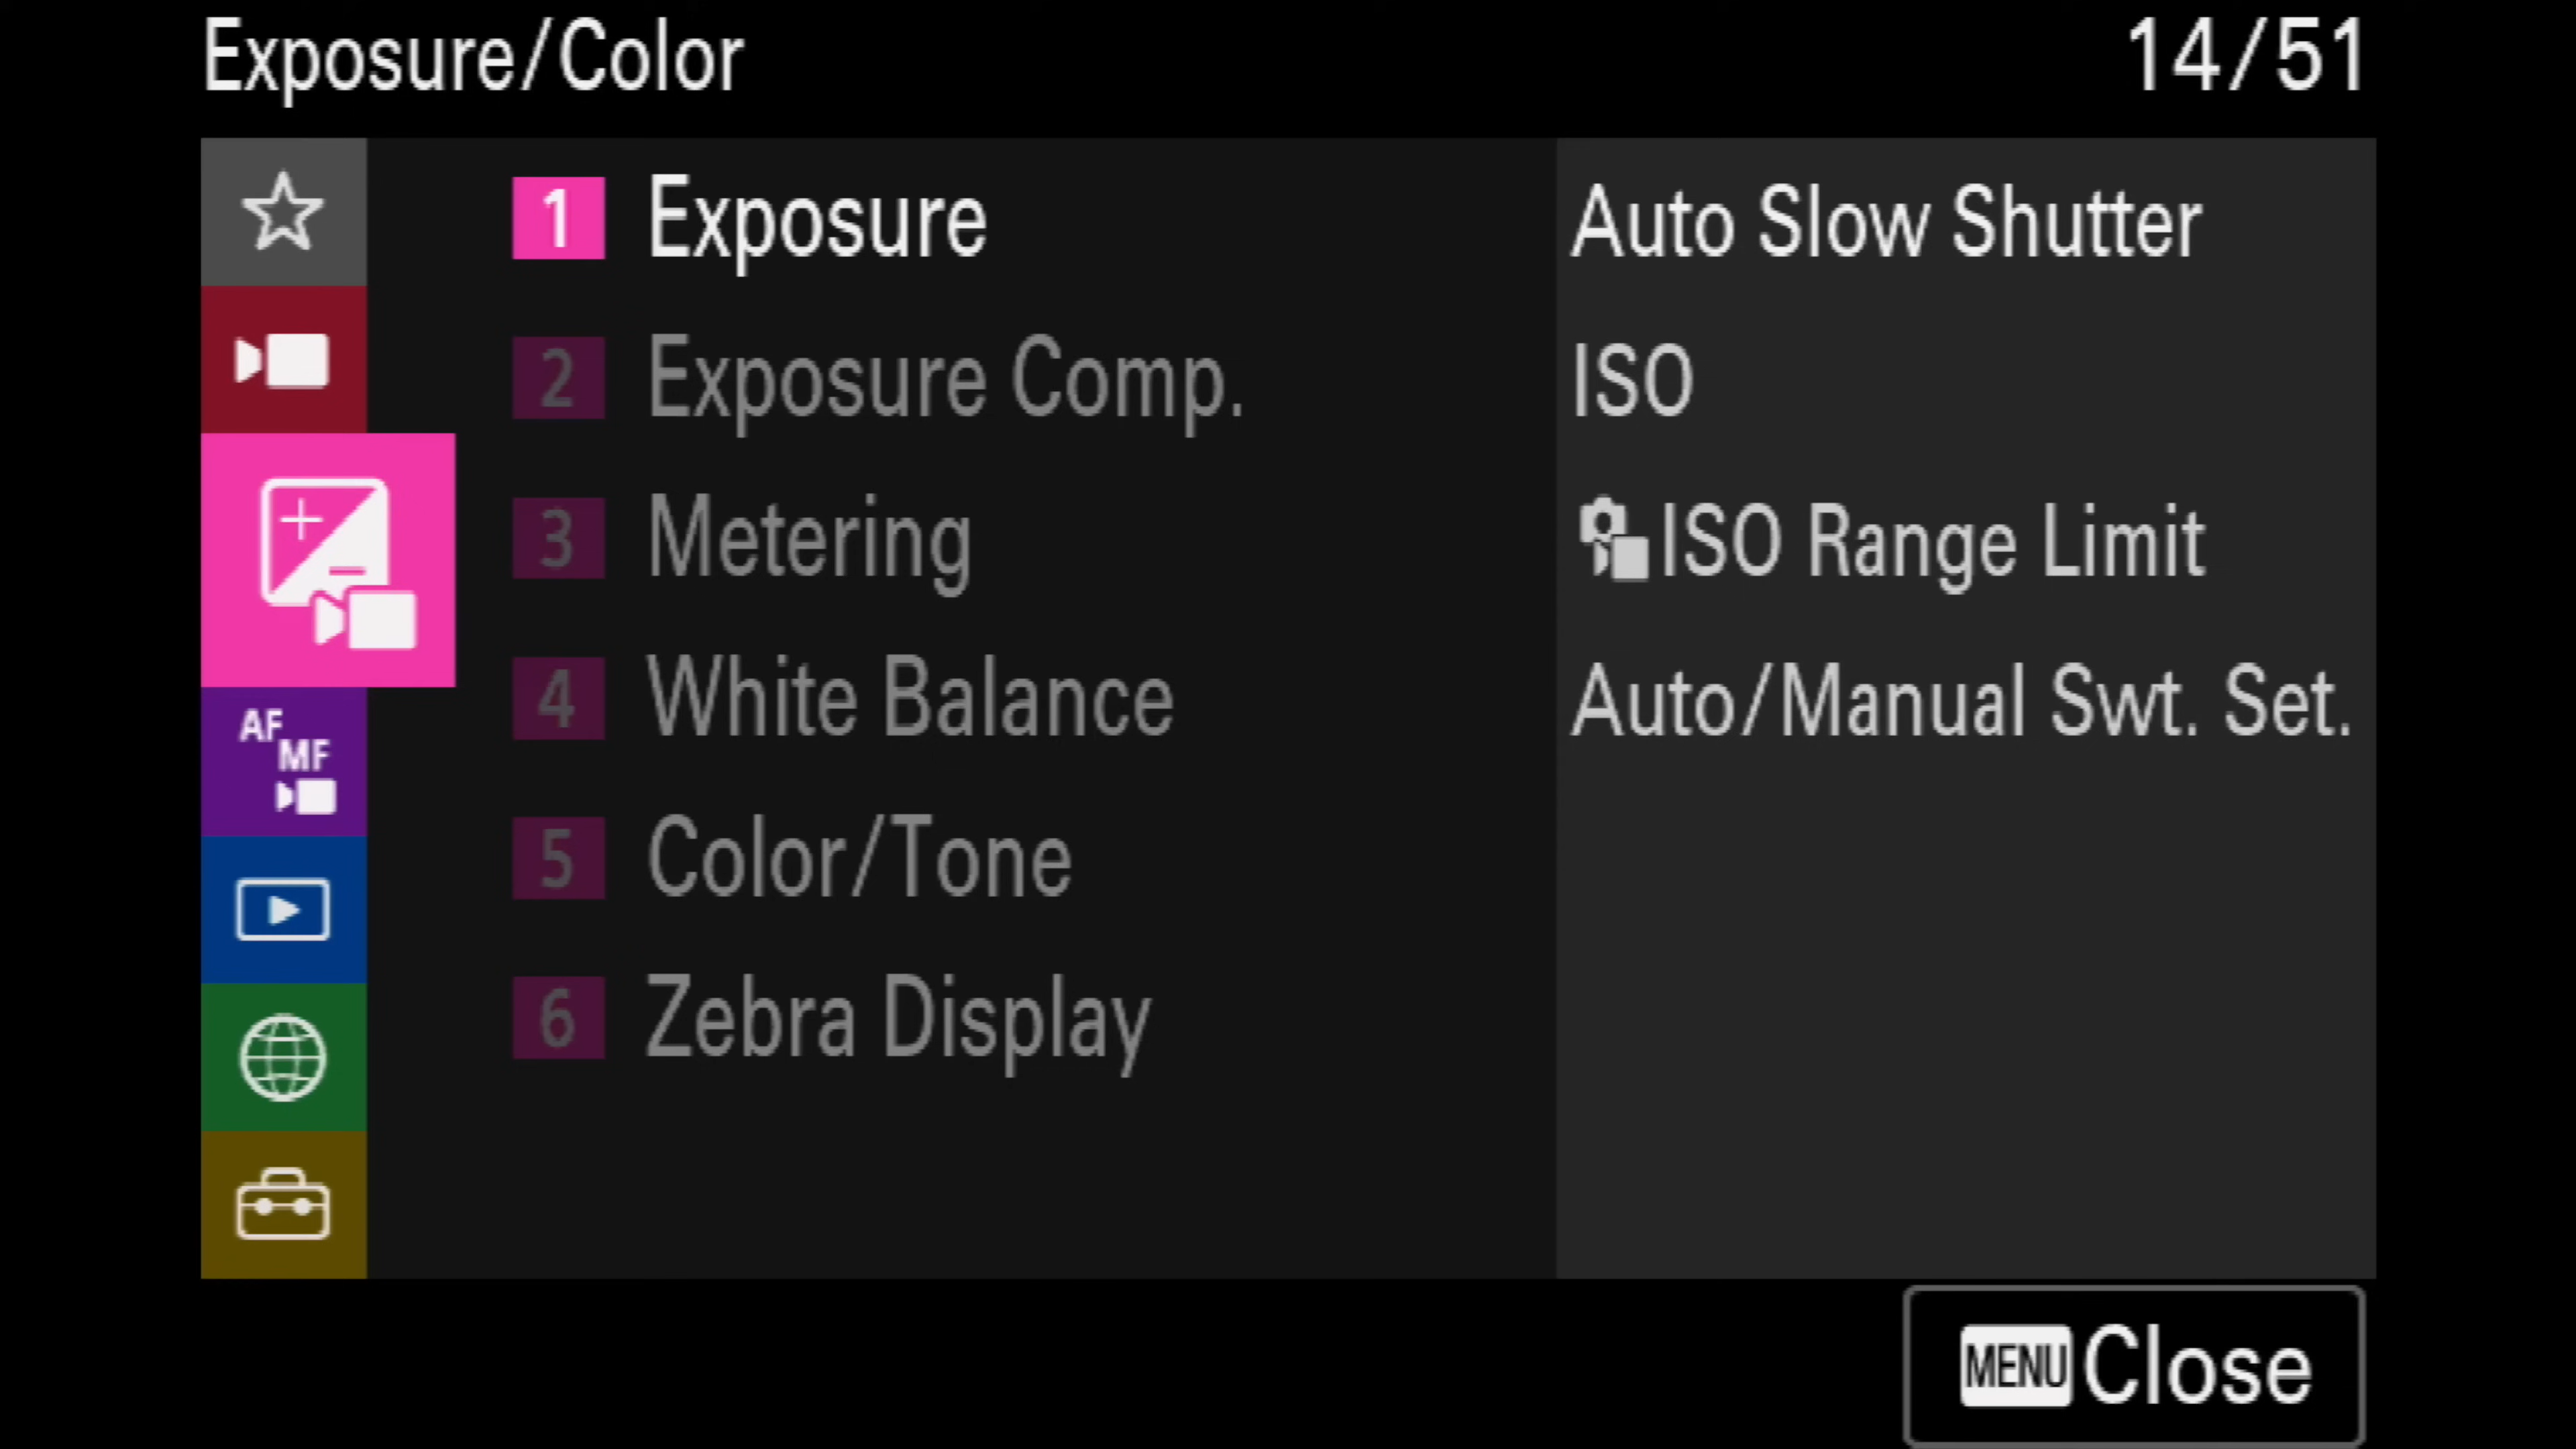 Exposure/Color
14/51
1 Exposure
2 Exposure Comp.
3 Metering
4 White Balance
5 Color/Tone
6 Zebra Display
AF
MF
Auto Slow Shutter
ISO
ISO Range Limit
Auto/Manual Swt. Set.
MENU Close